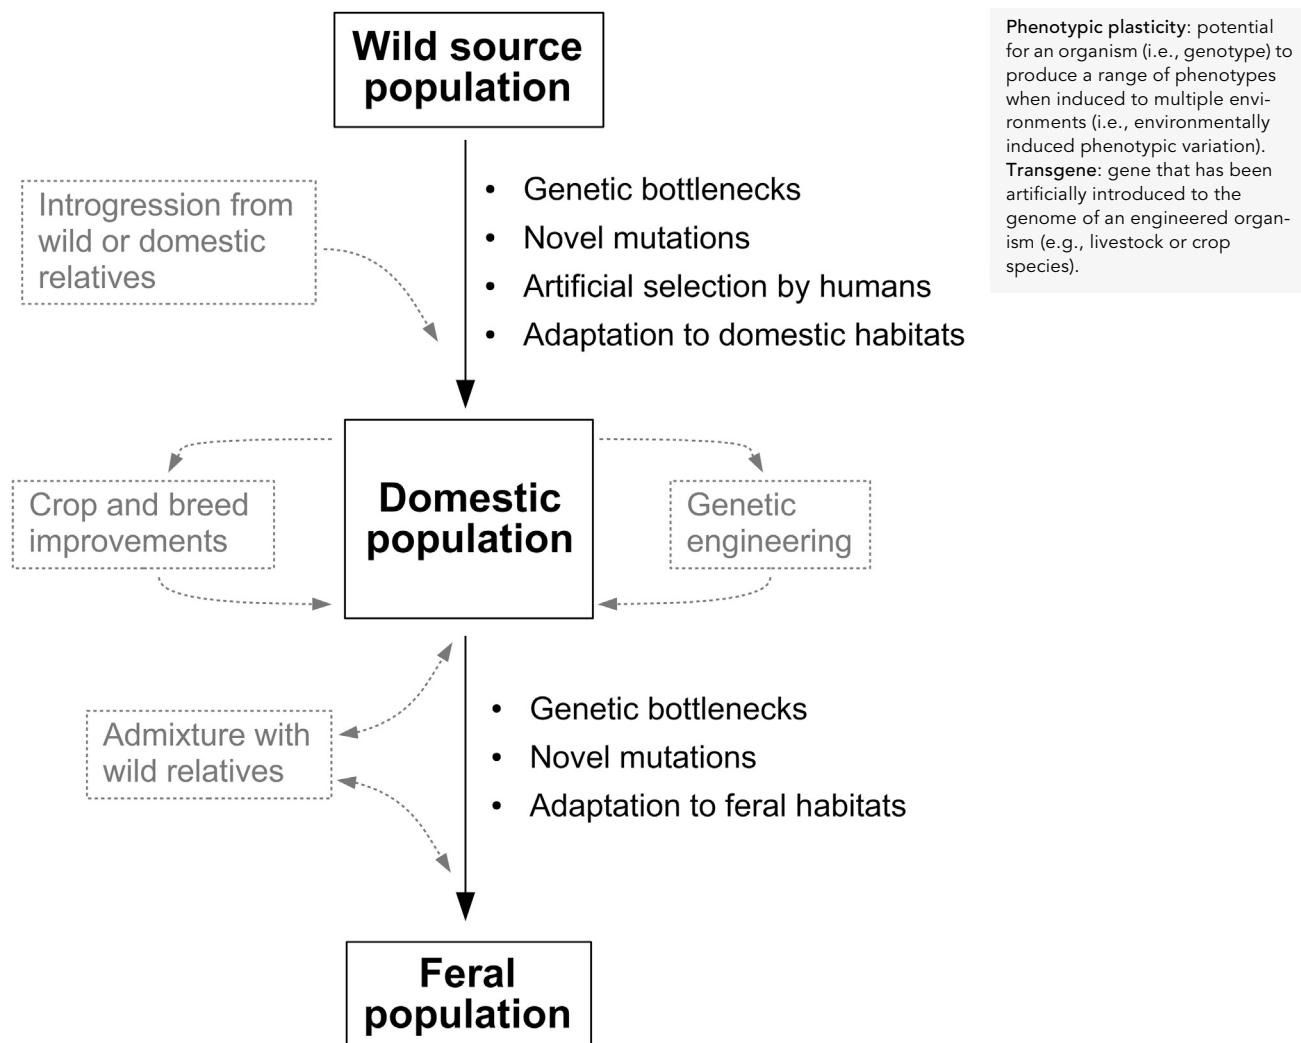 Wild source
population
Introgression from
wild or domestic
relatives
• Genetic bottlenecks
• Novel mutations
• Artificial selection by humans
• Adaptation to domestic habitats
Crop and breed
improvements
Domestic
population
Genetic
engineering
Admixture with
wild relatives
• Genetic bottlenecks
• Novel mutations
• Adaptation to feral habitats
Feral
population
Phenotypic plasticity: potential
for an organism (i.e., genotype) to
produce a range of phenotypes
when induced to multiple envi-
ronments (i.e., environmentally
induced phenotypic variation).
Transgene: gene that has been
artificially introduced to the
genome of an engineered organ-
ism (e.g., livestock or crop
species).